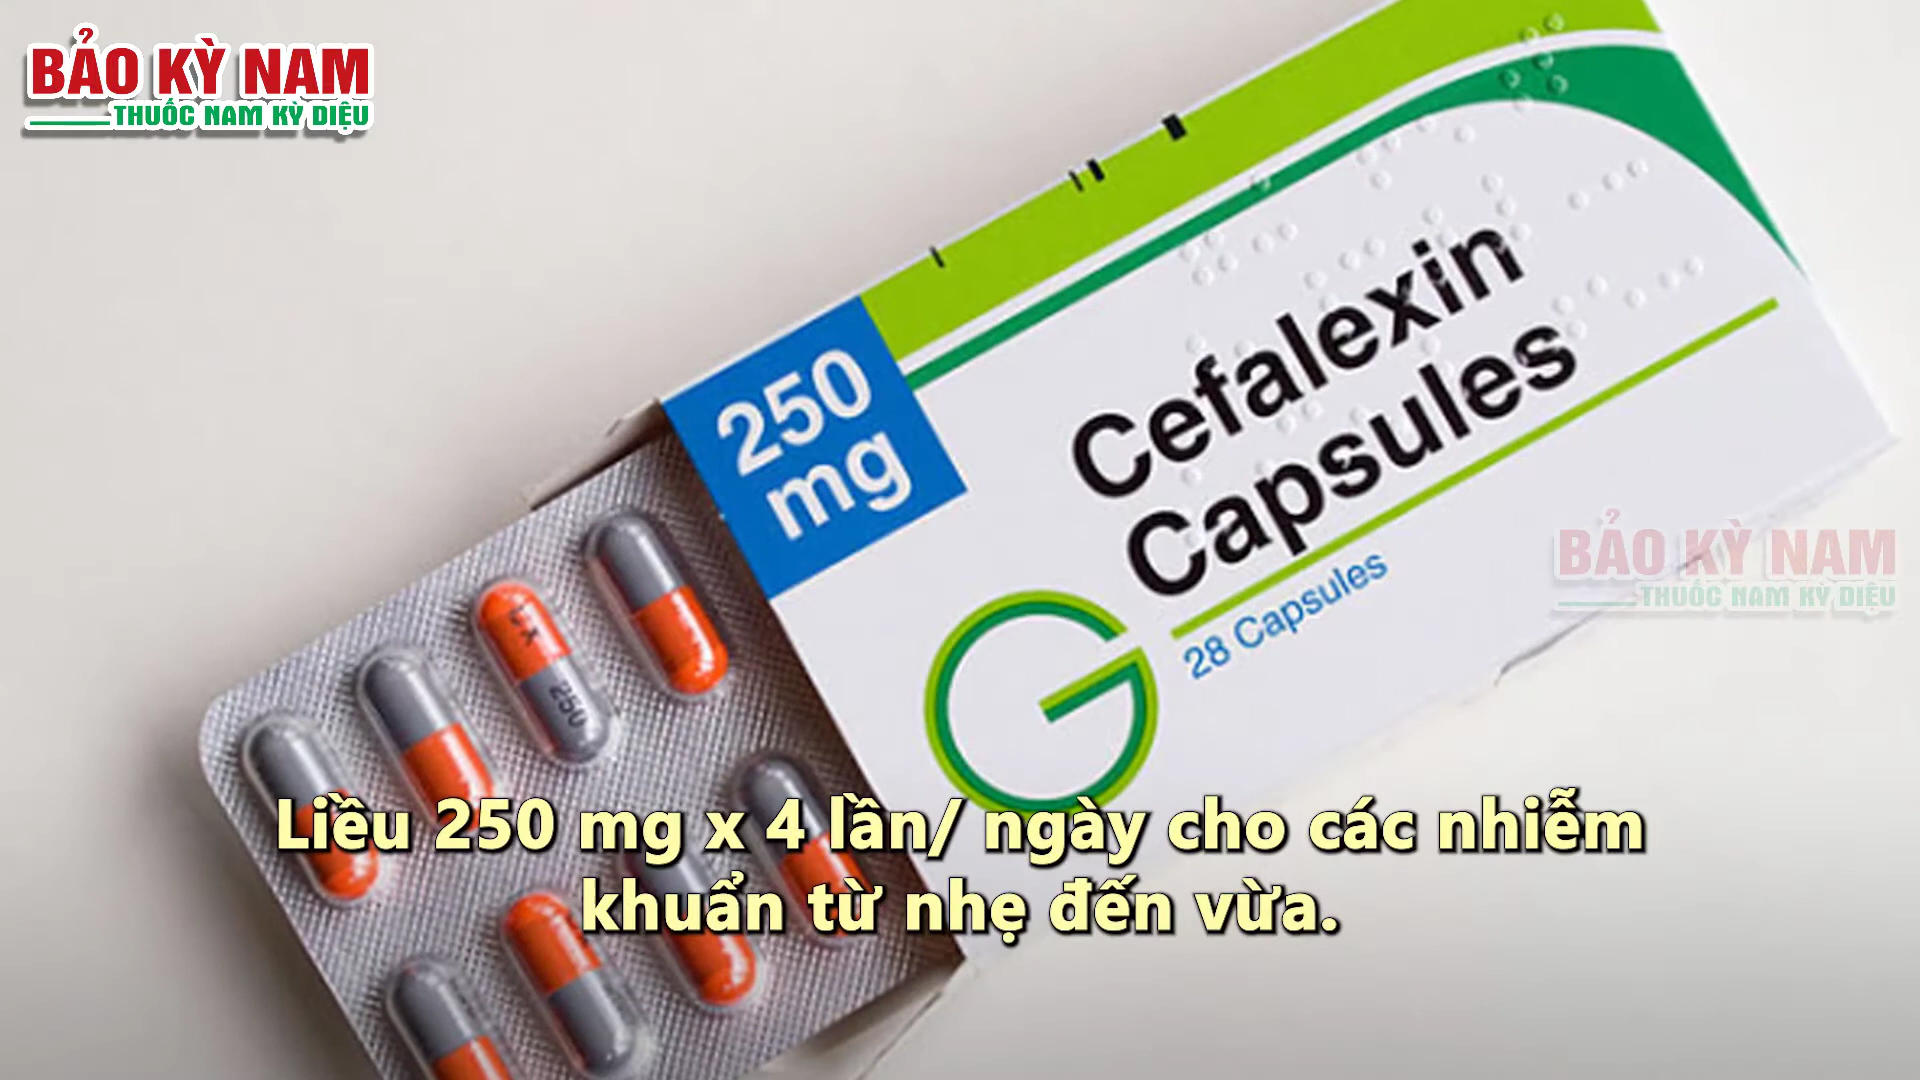 BẢO KỲ NAM
THUỐC NAM KỲ DIỆU
250
mg
Cefalexin
Capsules
28 Capsules
BẢO KỲ NAM
THUỐC NAM KỲ DIỆU
250
Liều 250 mg x 4 lần/ ngày cho các nhiễm
khuẩn từ nhẹ đến vừa.